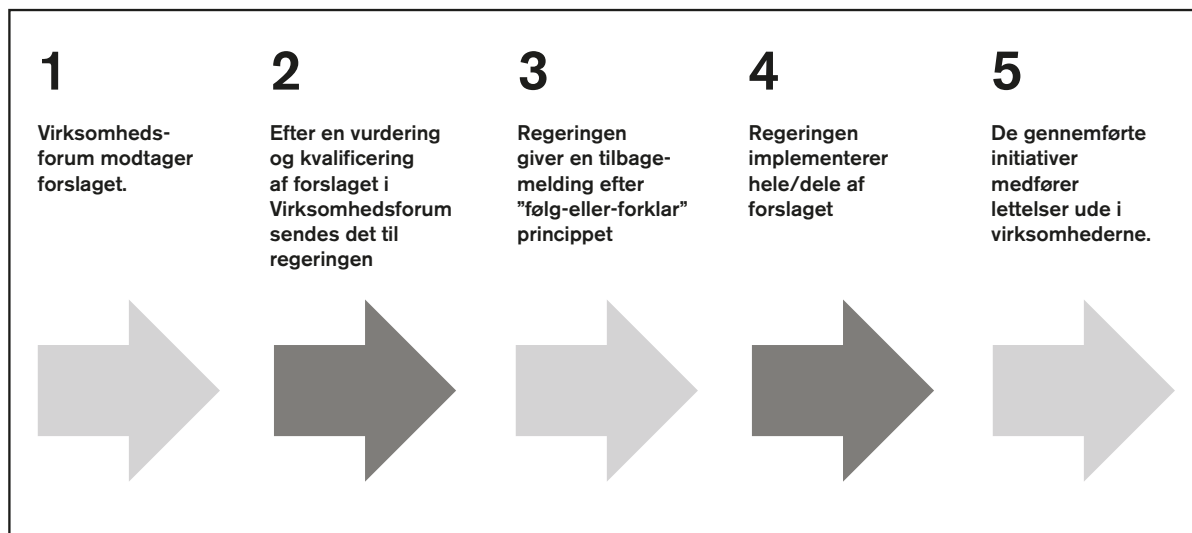 1
Virksomheds-
forum modtager
forslaget.
2
Efter en vurdering
og kvalificering
af forslaget i
Virksomhedsforum
sendes det til
regeringen
3
Regeringen
giver en tilbage-
melding efter
”følg-eller-forklar”
princippet
4
Regeringen
implementerer
hele/dele af
forslaget
5
De gennemførte
initiativer
medfører
lettelser ude i
virksomhederne.